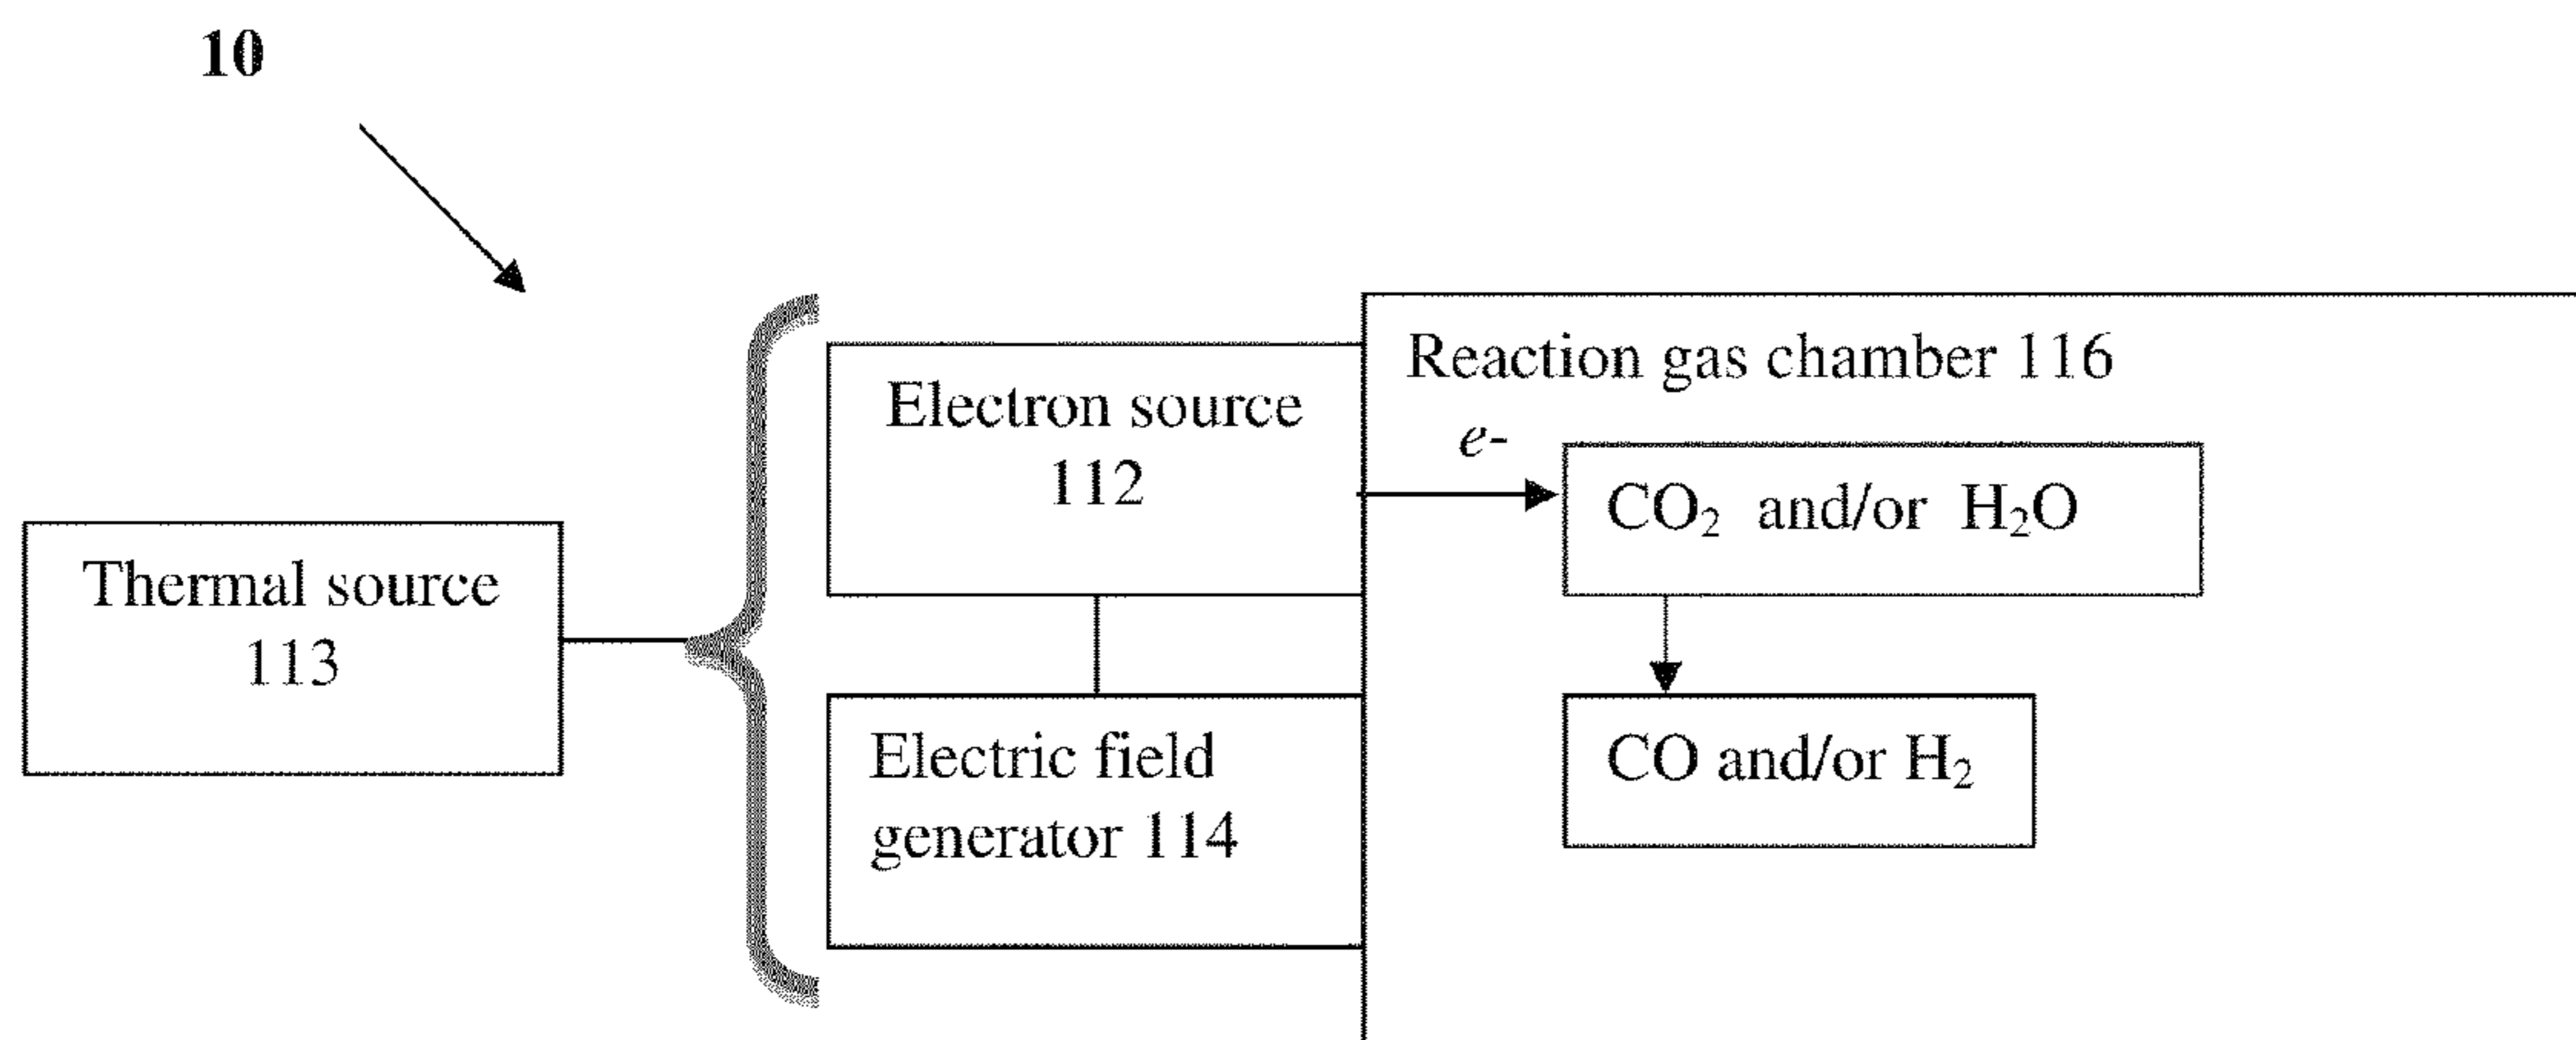 10
Thermal source
113
Electron source
112
Electric field
generator 114
Reaction gas chamber 116
e-
CO₂ and/or H₂O
CO and/or H₂